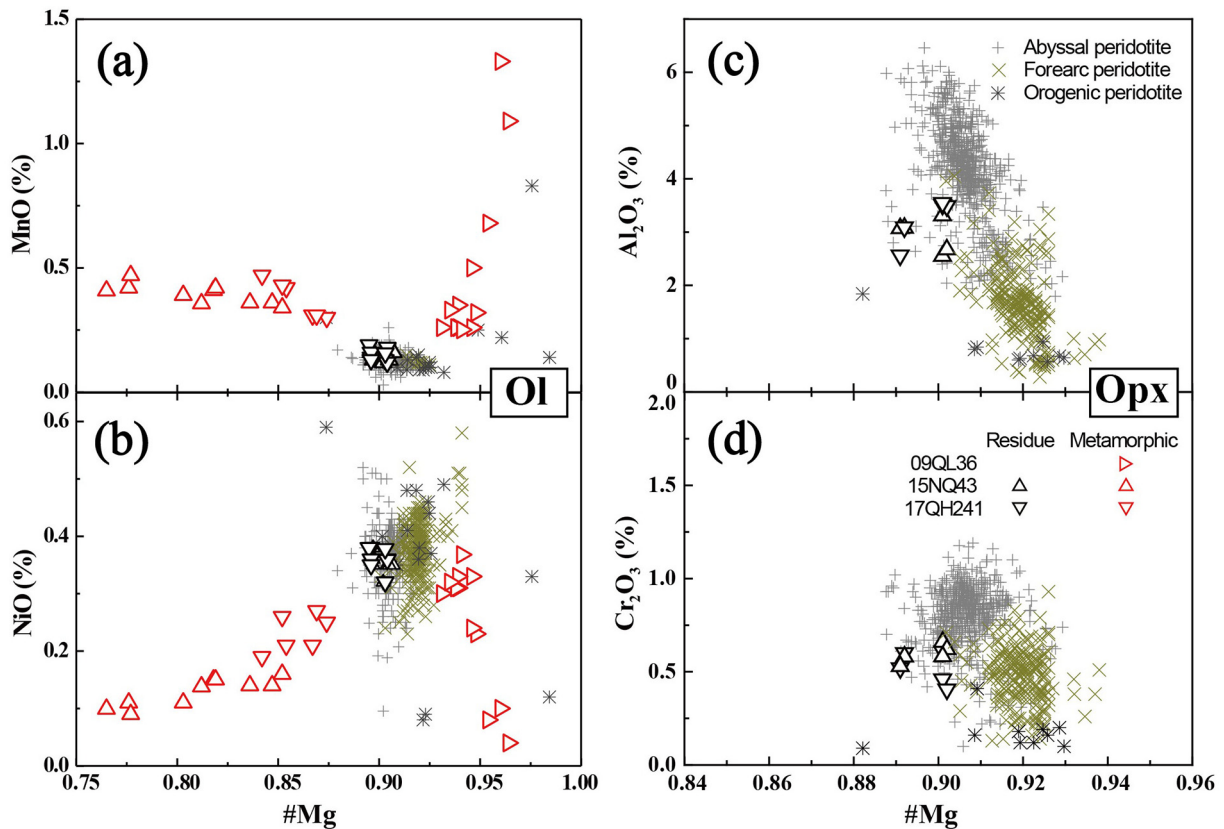 (a)
MnO (%)
1.5
1.0
0.5
0.0
Ol
(b)
NiO (%)
0.6
0.4
0.2
0.0
0.75
0.80
0.85
0.90
0.95
1.00
#Mg
(c)
Abyssal peridotite
Forearc peridotite
Orogenic peridotite
Al2O3 (%)
6
4
2
0
Opx
(d)
Residue Metamorphic
09QL36
15NQ43
17QH241
Cr2O3 (%)
2.0
1.5
1.0
0.5
0.0
0.84
0.86
0.88
0.90
0.92
0.94
0.96
#Mg